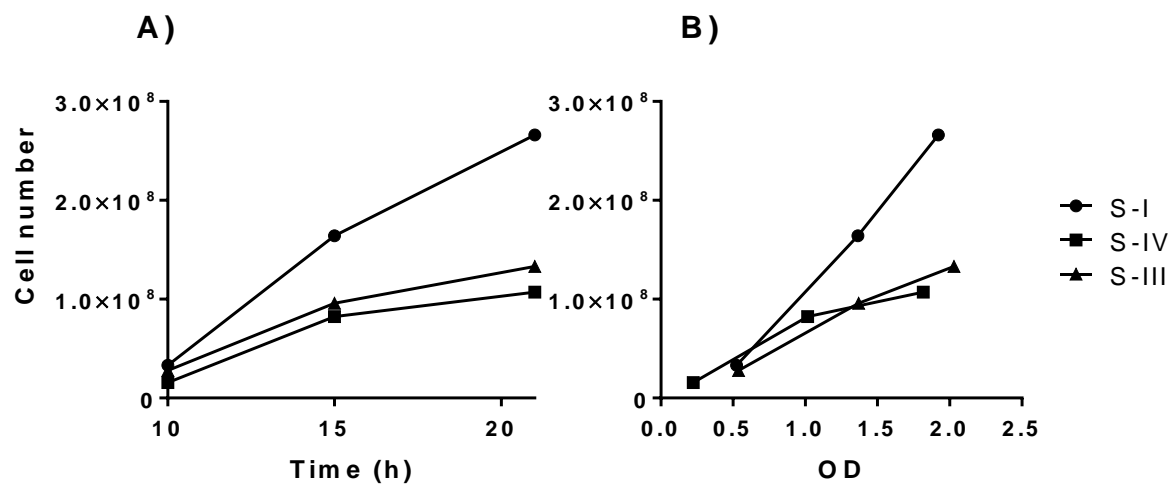 A)
B)
3.0×10⁸
2.0×10⁸
1.0×10⁸
0
Cell number
10
15
20
Time (h)
3.0×10⁸
2.0×10⁸
1.0×10⁸
0
0.0
0.5
1.0
1.5
2.0
2.5
OD
S-I
S-IV
S-III